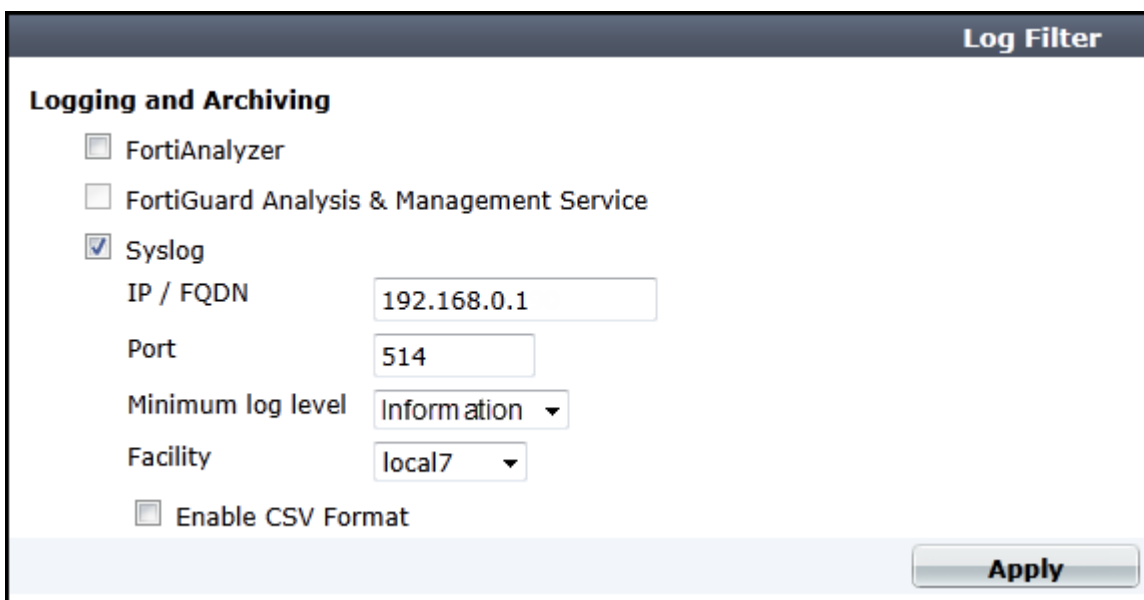 Log Filter
Logging and Archiving
FortiAnalyzer
FortiGuard Analysis & Management Service
Syslog
IP / FQDN 192.168.0.1
Port 514
Minimum log level Information
Facility local7
Enable CSV Format
Apply